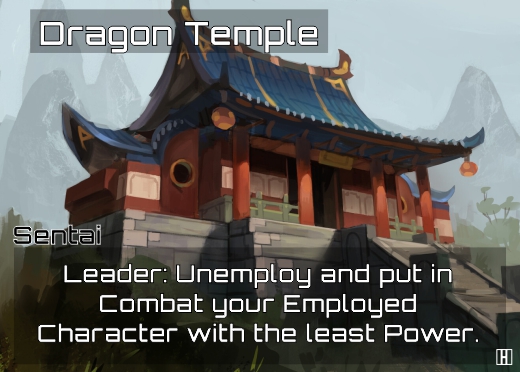 Dragon Temple
Sentai
Leader: Unemploy and put in
Combat your Employed
Character with the least Power.
H